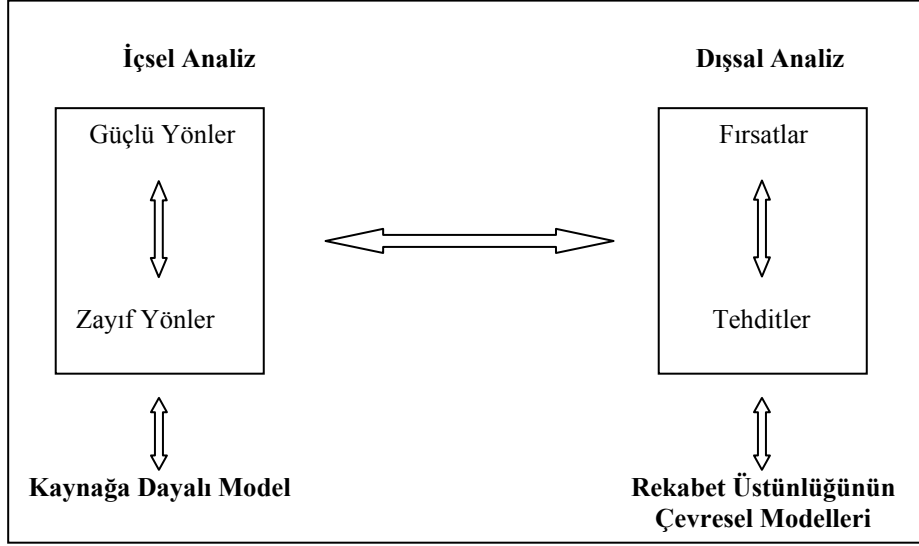 İçsel Analiz
Dışsal Analiz
Güçlü Yönler
Fırsatlar
Zayıf Yönler
Tehditler
Kaynağa Dayalı Model
Rekabet Üstünlüğünün
Çevresel Modelleri